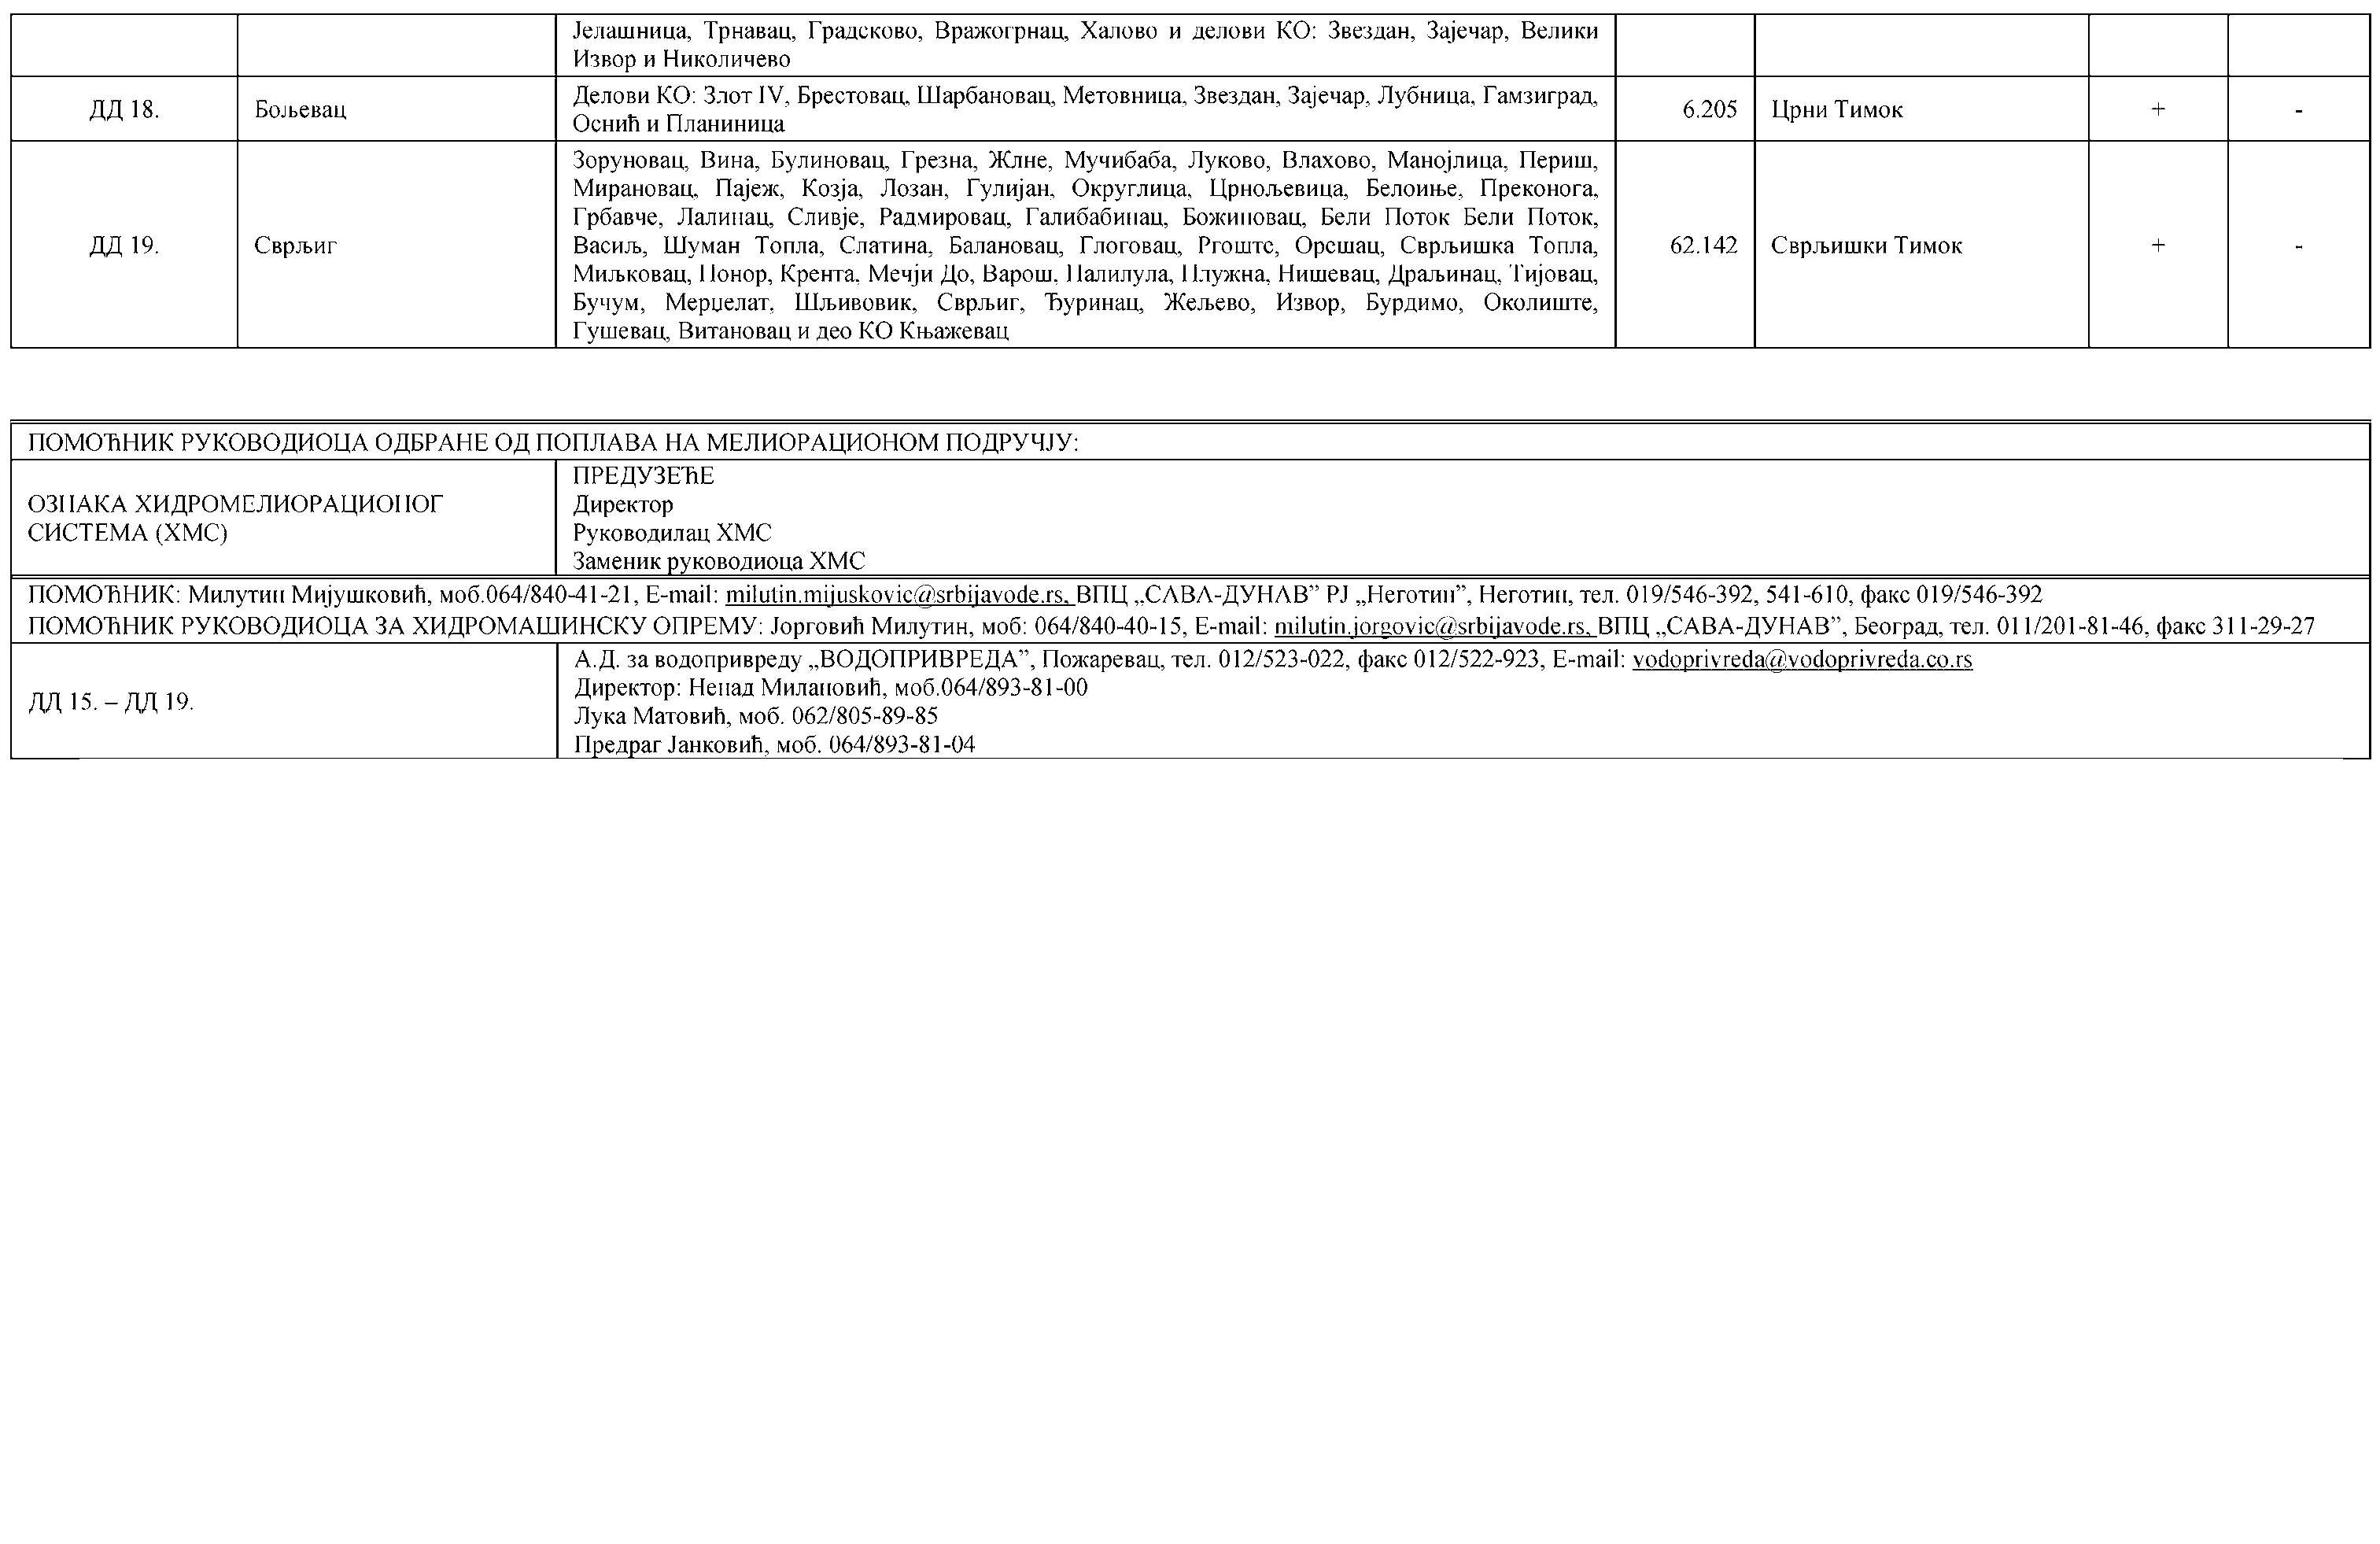 Јелашница, Трнавац, Градсково, Вражогрнац, Халово и делови КО: Звездан, Зајечар, Велики
Извор и Николичево
ДД 18.
Бољевац
Делови КО: Злот IV, Брестовац, Шарбановац, Метовница, Звездан, Зајечар, Лубница, Гамзиград,
Оснић и Планиница
6.205
Црни Тимок
+
-
ДД 19.
Сврљиг
Зоруновац, Вина, Булиновац, Грезна, Жлне, Мучибаба, Луково, Влахово, Манојлица, Периш,
Мирановац, Пајеж, Козја, Лозан, Гулијан, Округлица, Црнољевица, Белоиње, Преконога,
Грбавче, Лалинац, Сливје, Радмировац, Галибабинац, Божиновац, Бели Поток Бели Поток,
Васиљ, Шуман Топла, Слатина, Балановац, Глоговац, Ргоште, Орешац, Сврљишка Топла,
Миљковац, Понор, Крента, Мечји До, Варош, Палилула, Плужна, Нишевац, Драљинац, Тијовац,
Бучум, Мерџелат, Шљивовик, Сврљиг, Ђуринац, Жељево, Извор, Бурдимо, Околиште,
Гушевац, Витановац и део КО Књажевац
62.142
Сврљишки Тимок
+
-
ПОМОЋНИК РУКОВОДИОЦА ОДБРАНЕ ОД ПОПЛАВА НА МЕЛИОРАЦИОНОМ ПОДРУЧЈУ:
ОЗНАКА ХИДРОМЕЛИОРАЦИОНОГ
СИСТЕМА (ХМС)
ПРЕДУЗЕЋЕ
Директор
Руководилац ХМС
Заменик руководиоца ХМС
ПОМОЋНИК: Милутин Мијушковић, моб.064/840-41-21, E-mail: milutin.mijuskovic@srbijavode.rs, ВПЦ „САВА-ДУНАВ” РЈ „Неготин”, Неготин, тел. 019/546-392, 541-610, факс 019/546-392
ПОМОЋНИК РУКОВОДИОЦА ЗА ХИДРОМАШИНСКУ ОПРЕМУ: Јорговић Милутин, моб: 064/840-40-15, E-mail: milutin.jorgovic@srbijavode.rs, ВПЦ „САВА-ДУНАВ”, Београд, тел. 011/201-81-46, факс 311-29-27
ДД 15. – ДД 19.
А.Д. за водопривреду „ВОДОПРИВРЕДА”, Пожаревац, тел. 012/523-022, факс 012/522-923, E-mail: vodoprivreda@vodoprivreda.co.rs
Директор: Ненад Милановић, моб.064/893-81-00
Лука Матовић, моб. 062/805-89-85
Предраг Јанковић, моб. 064/893-81-04